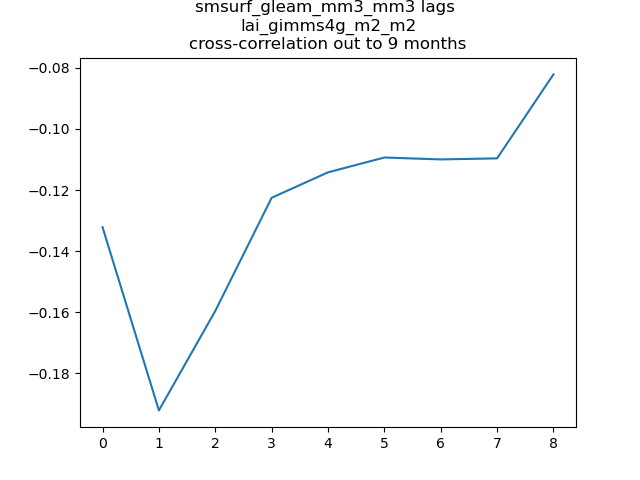 smsurf_gleam_mm3_mm3 lags
lai_gimms4g_m2_m2
cross-correlation out to 9 months
−0.08
−0.10
−0.12
−0.14
−0.16
−0.18
0 1 2 3 4 5 6 7 8